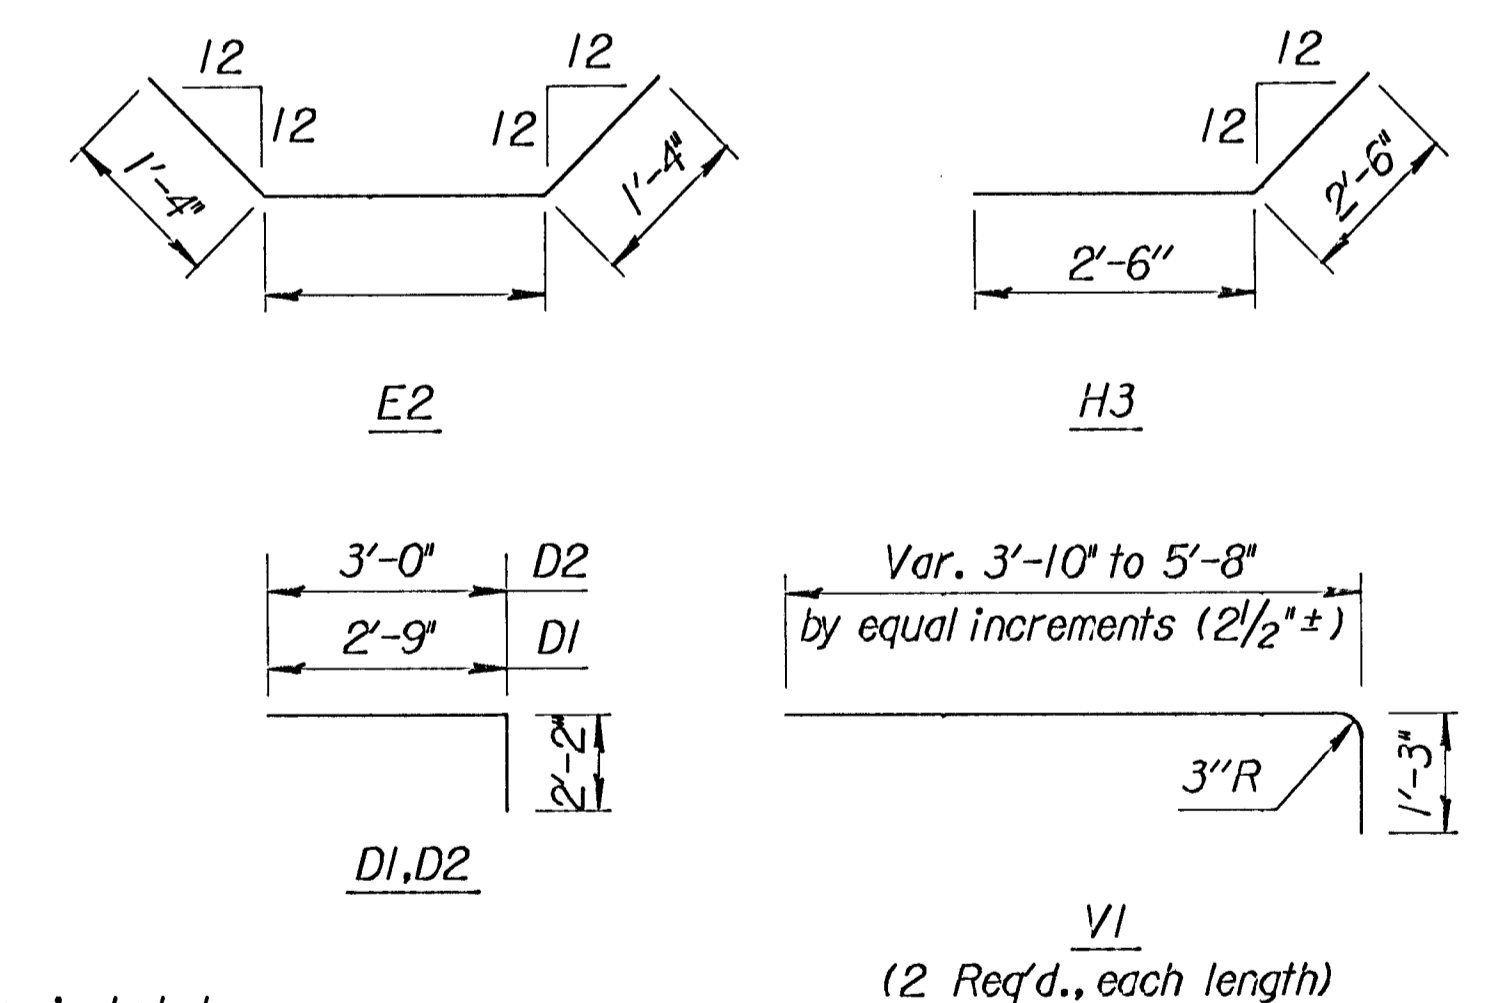 12
12
1'-4"
12
12
1'-4"
E2
12
12
2'-6"
2'-6"
H3
3'-0" D2
2'-9" D1
2'-2"
D1,D2
Var. 3'-10" to 5'-8"
by equal increments (2 1/2"±)
3"R
1'-3"
V1
(2 Req'd., each length)